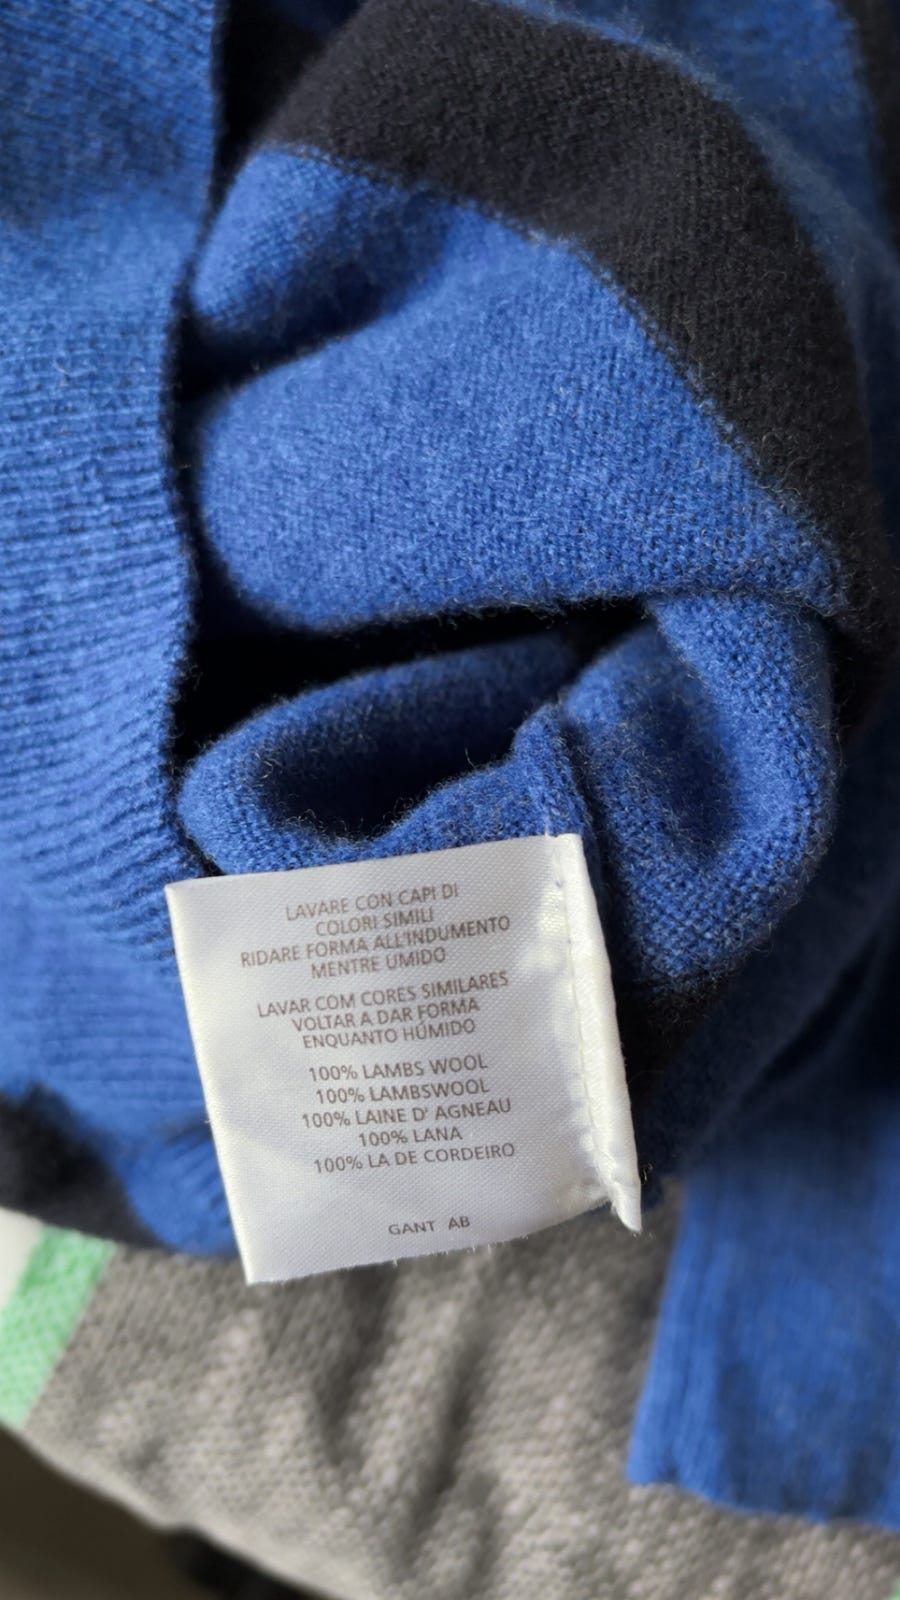 LAVARE CON CAPI DI
COLORI SIMILI
RIDARE FORMA ALL'INDUMENTO
MENTRE UMIDO
LAVAR COM CORES SIMILARES
VOLTAR A DAR FORMA
ENQUANTO HÚMIDO
100% LAMBS WOOL
100% LAMBSWOOL
100% LAINE D' AGNEAU
100% LANA
100% LA DE CORDEIRO
GANT AB